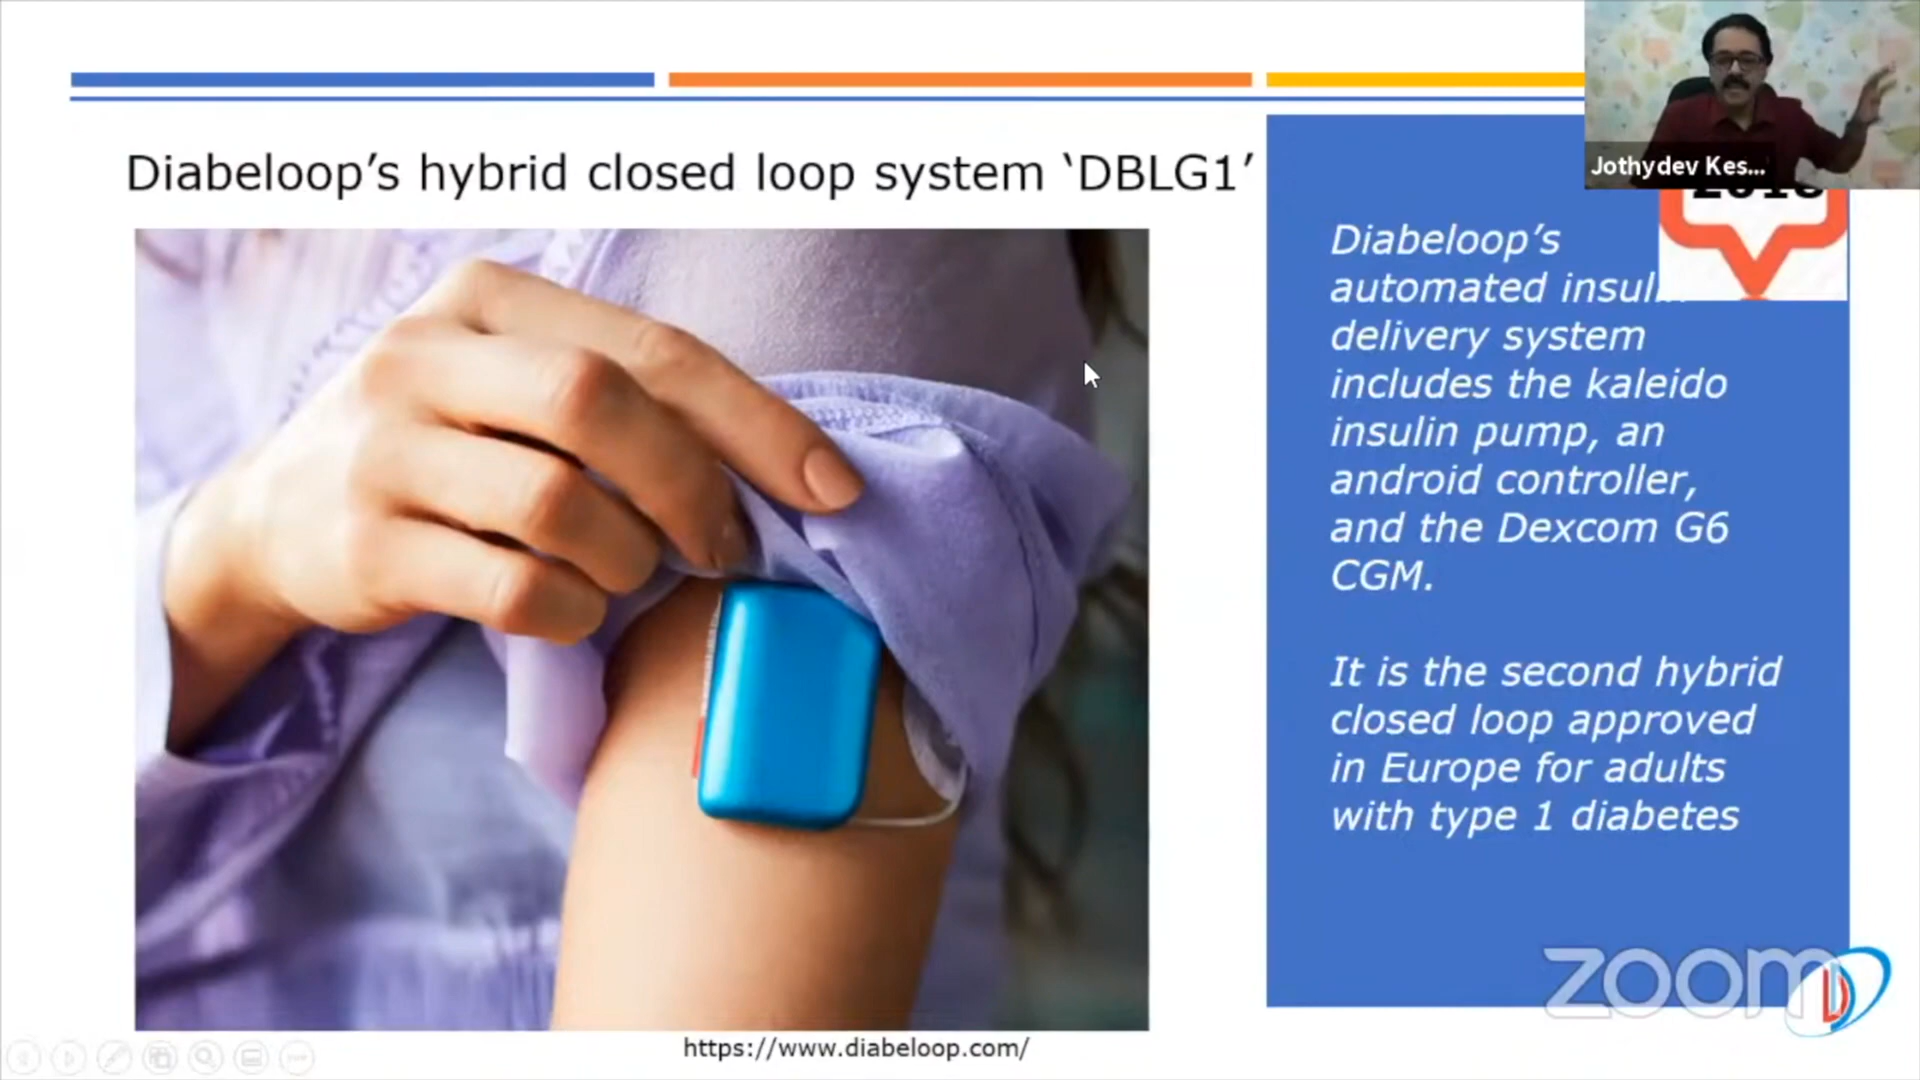 Jothydev Kes...
Diabeloop’s hybrid closed loop system ‘DBLG1’
Diabeloop’s
automated
delivery system
includes the kaleido
insulin pump, an
android controller,
and the Dexcom G6
CGM.
It is the second hybrid
closed loop approved
in Europe for adults
with type 1 diabetes
https://www.diabeloop.com/
zoom